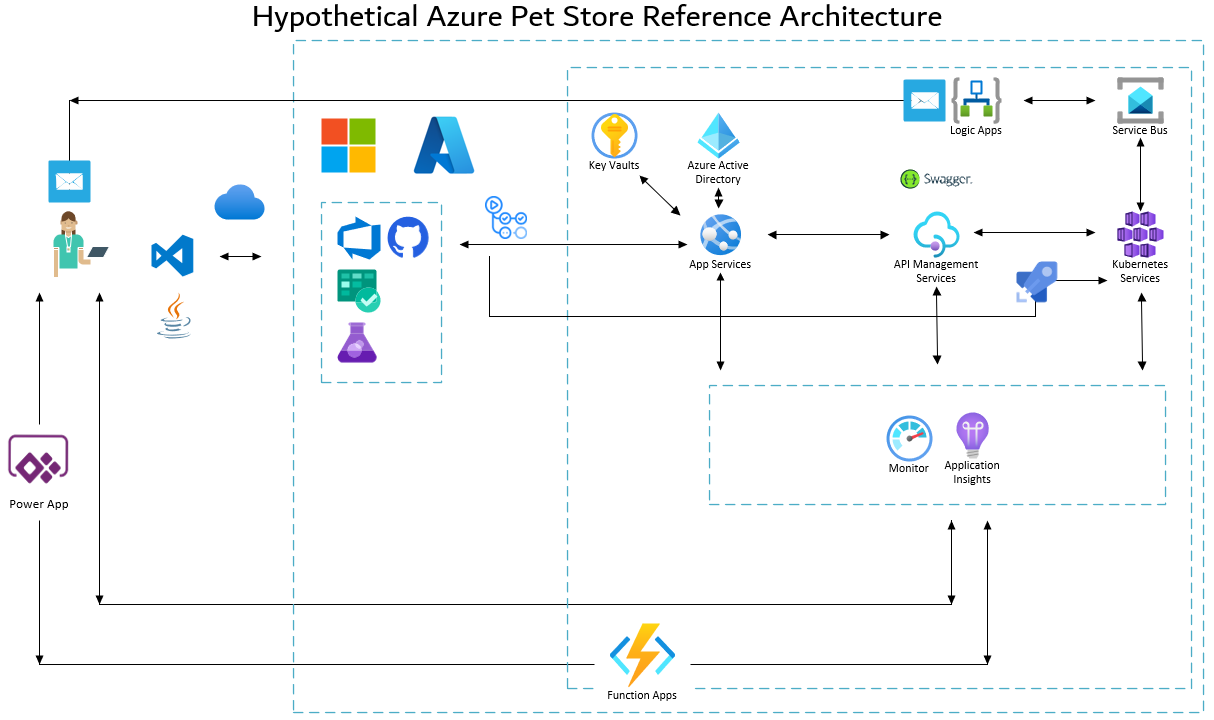 Hypothetical Azure Pet Store Reference Architecture
Logic Apps
Service Bus
Key Vaults
Azure Active
Directory
Swagger
App Services
API Management
Services
Kubernetes
Services
Monitor
Application
Insights
Power App
Function Apps